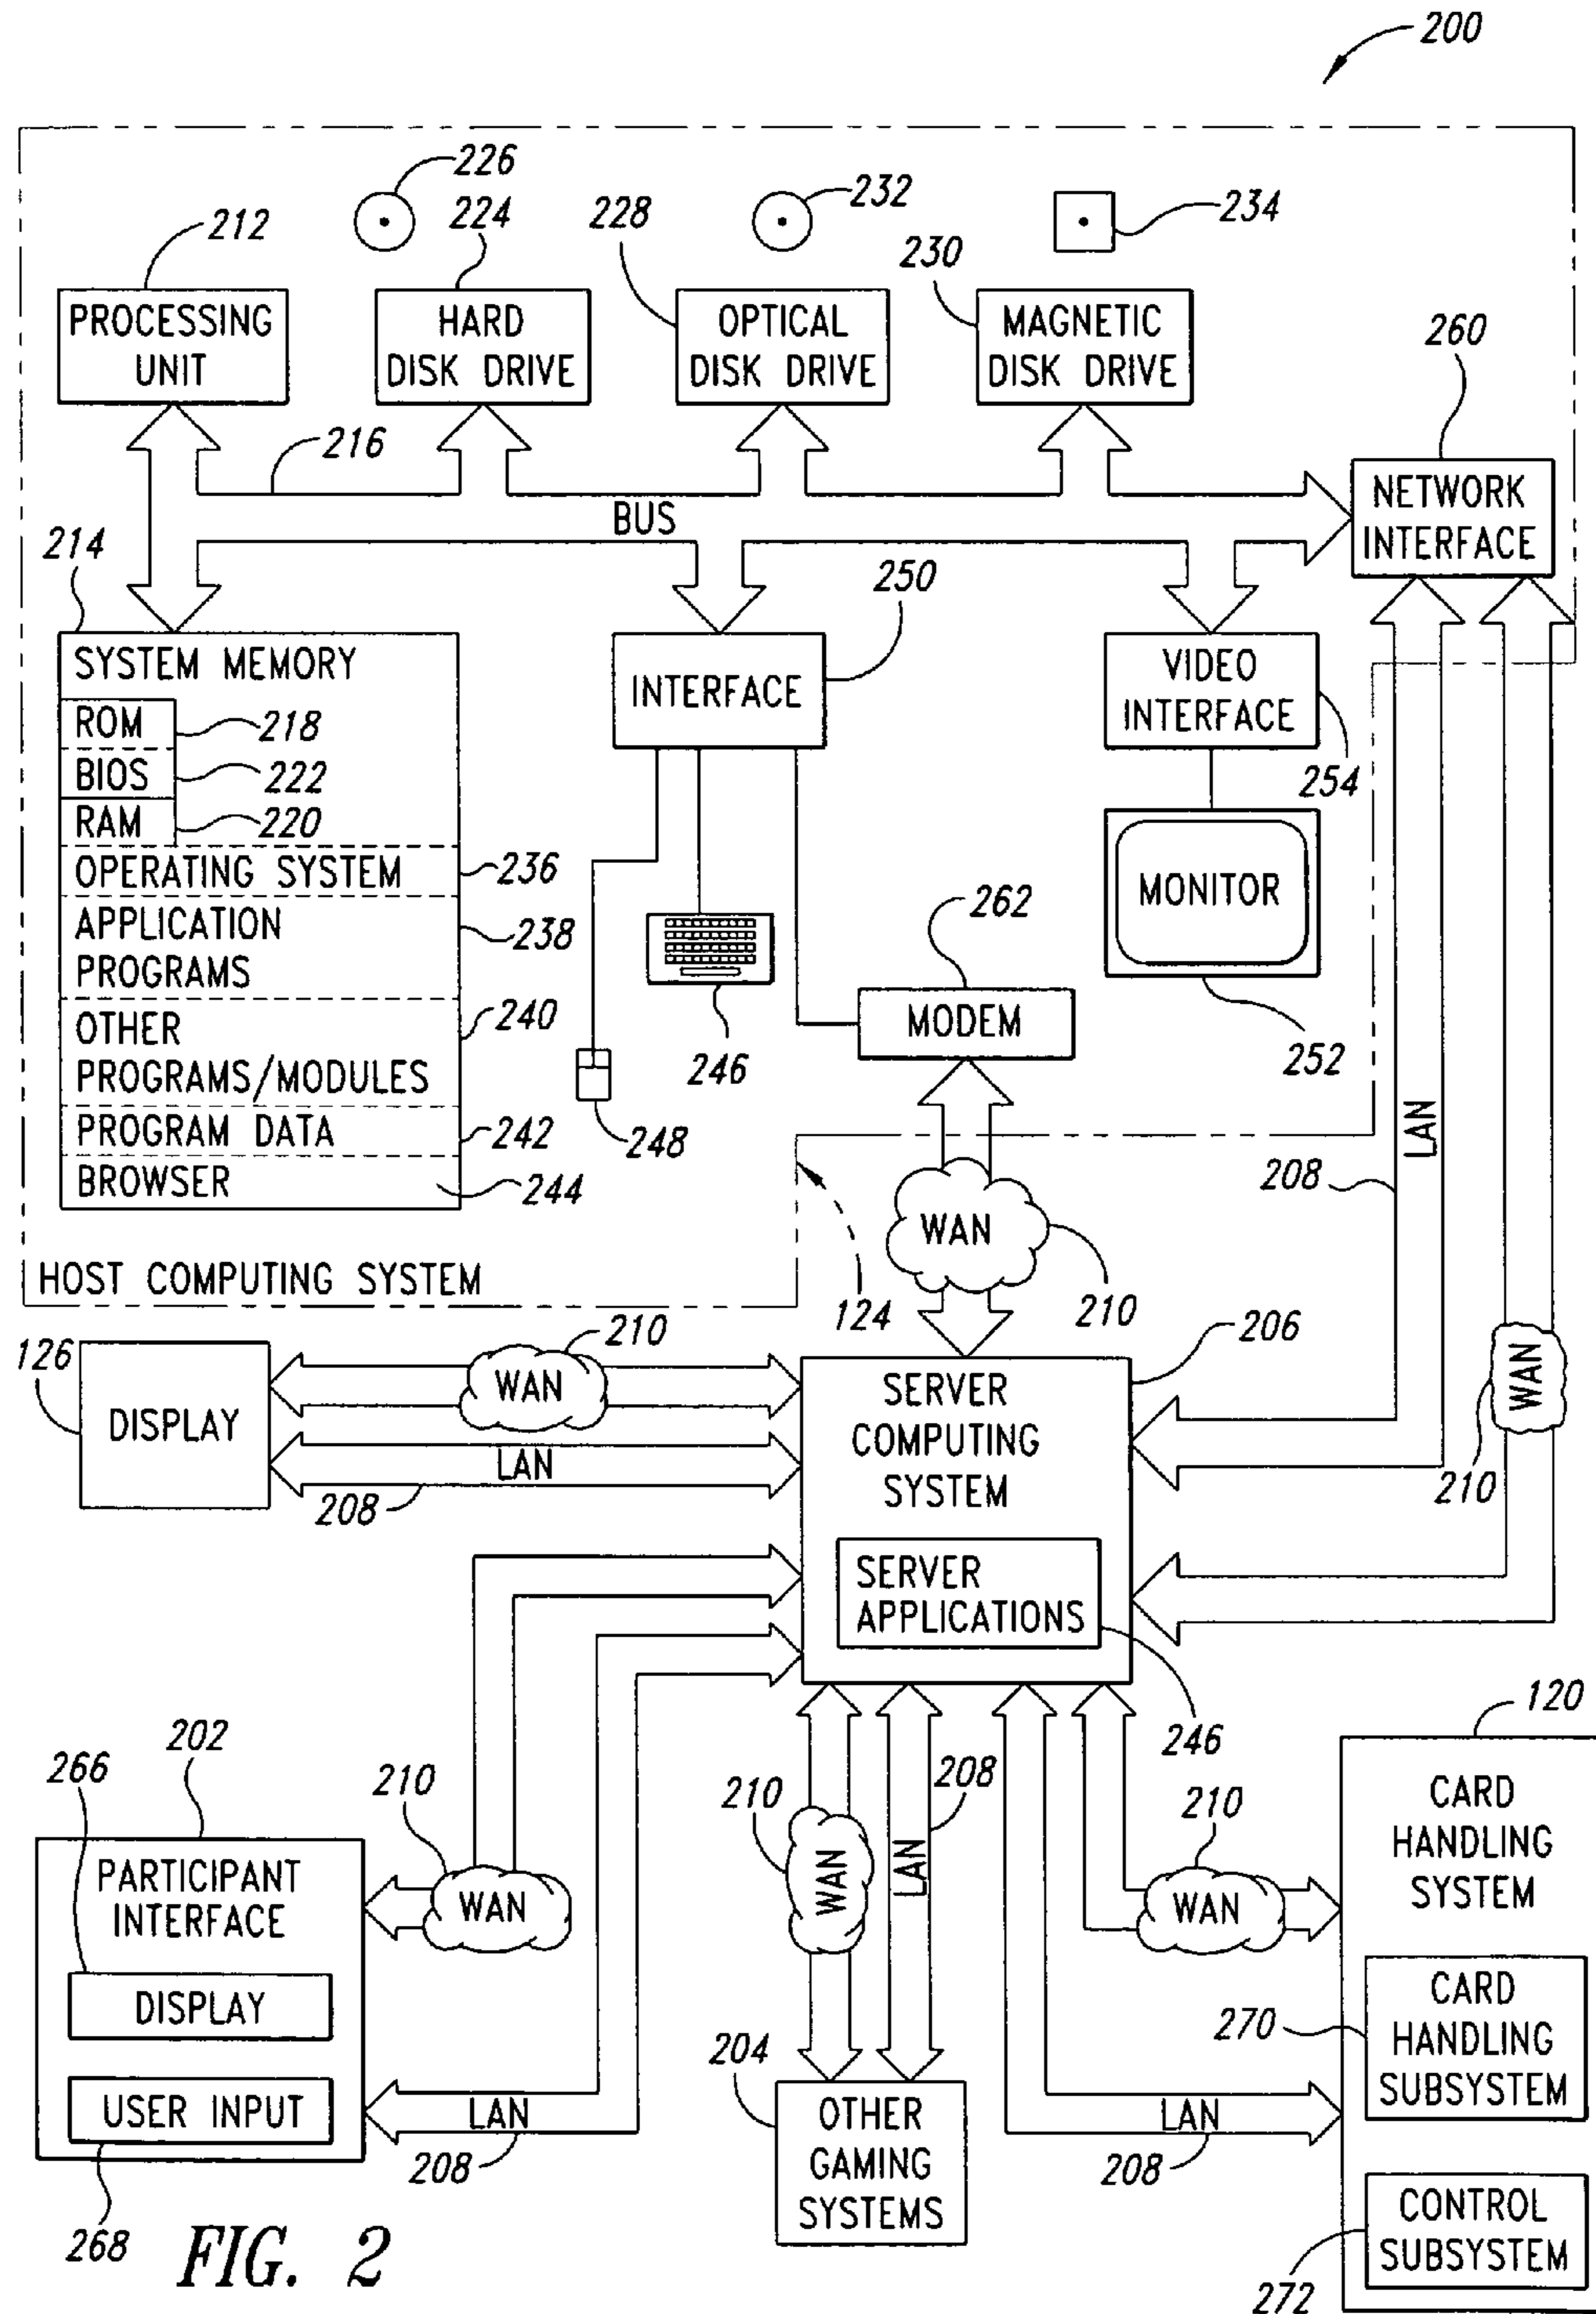 200
226
232
234
212
224
228
230
260
PROCESSING
UNIT
HARD
DISK DRIVE
OPTICAL
DISK DRIVE
MAGNETIC
DISK DRIVE
216
BUS
NETWORK
INTERFACE
214
250
SYSTEM MEMORY
ROM
218
BIOS
222
RAM
220
OPERATING SYSTEM
236
APPLICATION
PROGRAMS
238
OTHER
PROGRAMS/MODULES
240
PROGRAM DATA
242
BROWSER
244
INTERFACE
VIDEO
INTERFACE
254
MONITOR
252
246
248
262
MODEM
LAN
208
WAN
210
124
HOST COMPUTING SYSTEM
126
DISPLAY
210
WAN
LAN
208
206
SERVER
COMPUTING
SYSTEM
SERVER
APPLICATIONS
246
210
WAN
202
266
PARTICIPANT
INTERFACE
DISPLAY
USER INPUT
268
210
WAN
LAN
208
210
WAN
LAN
208
204
OTHER
GAMING
SYSTEMS
210
WAN
LAN
208
120
CARD
HANDLING
SYSTEM
270
CARD
HANDLING
SUBSYSTEM
CONTROL
SUBSYSTEM
272
FIG. 2